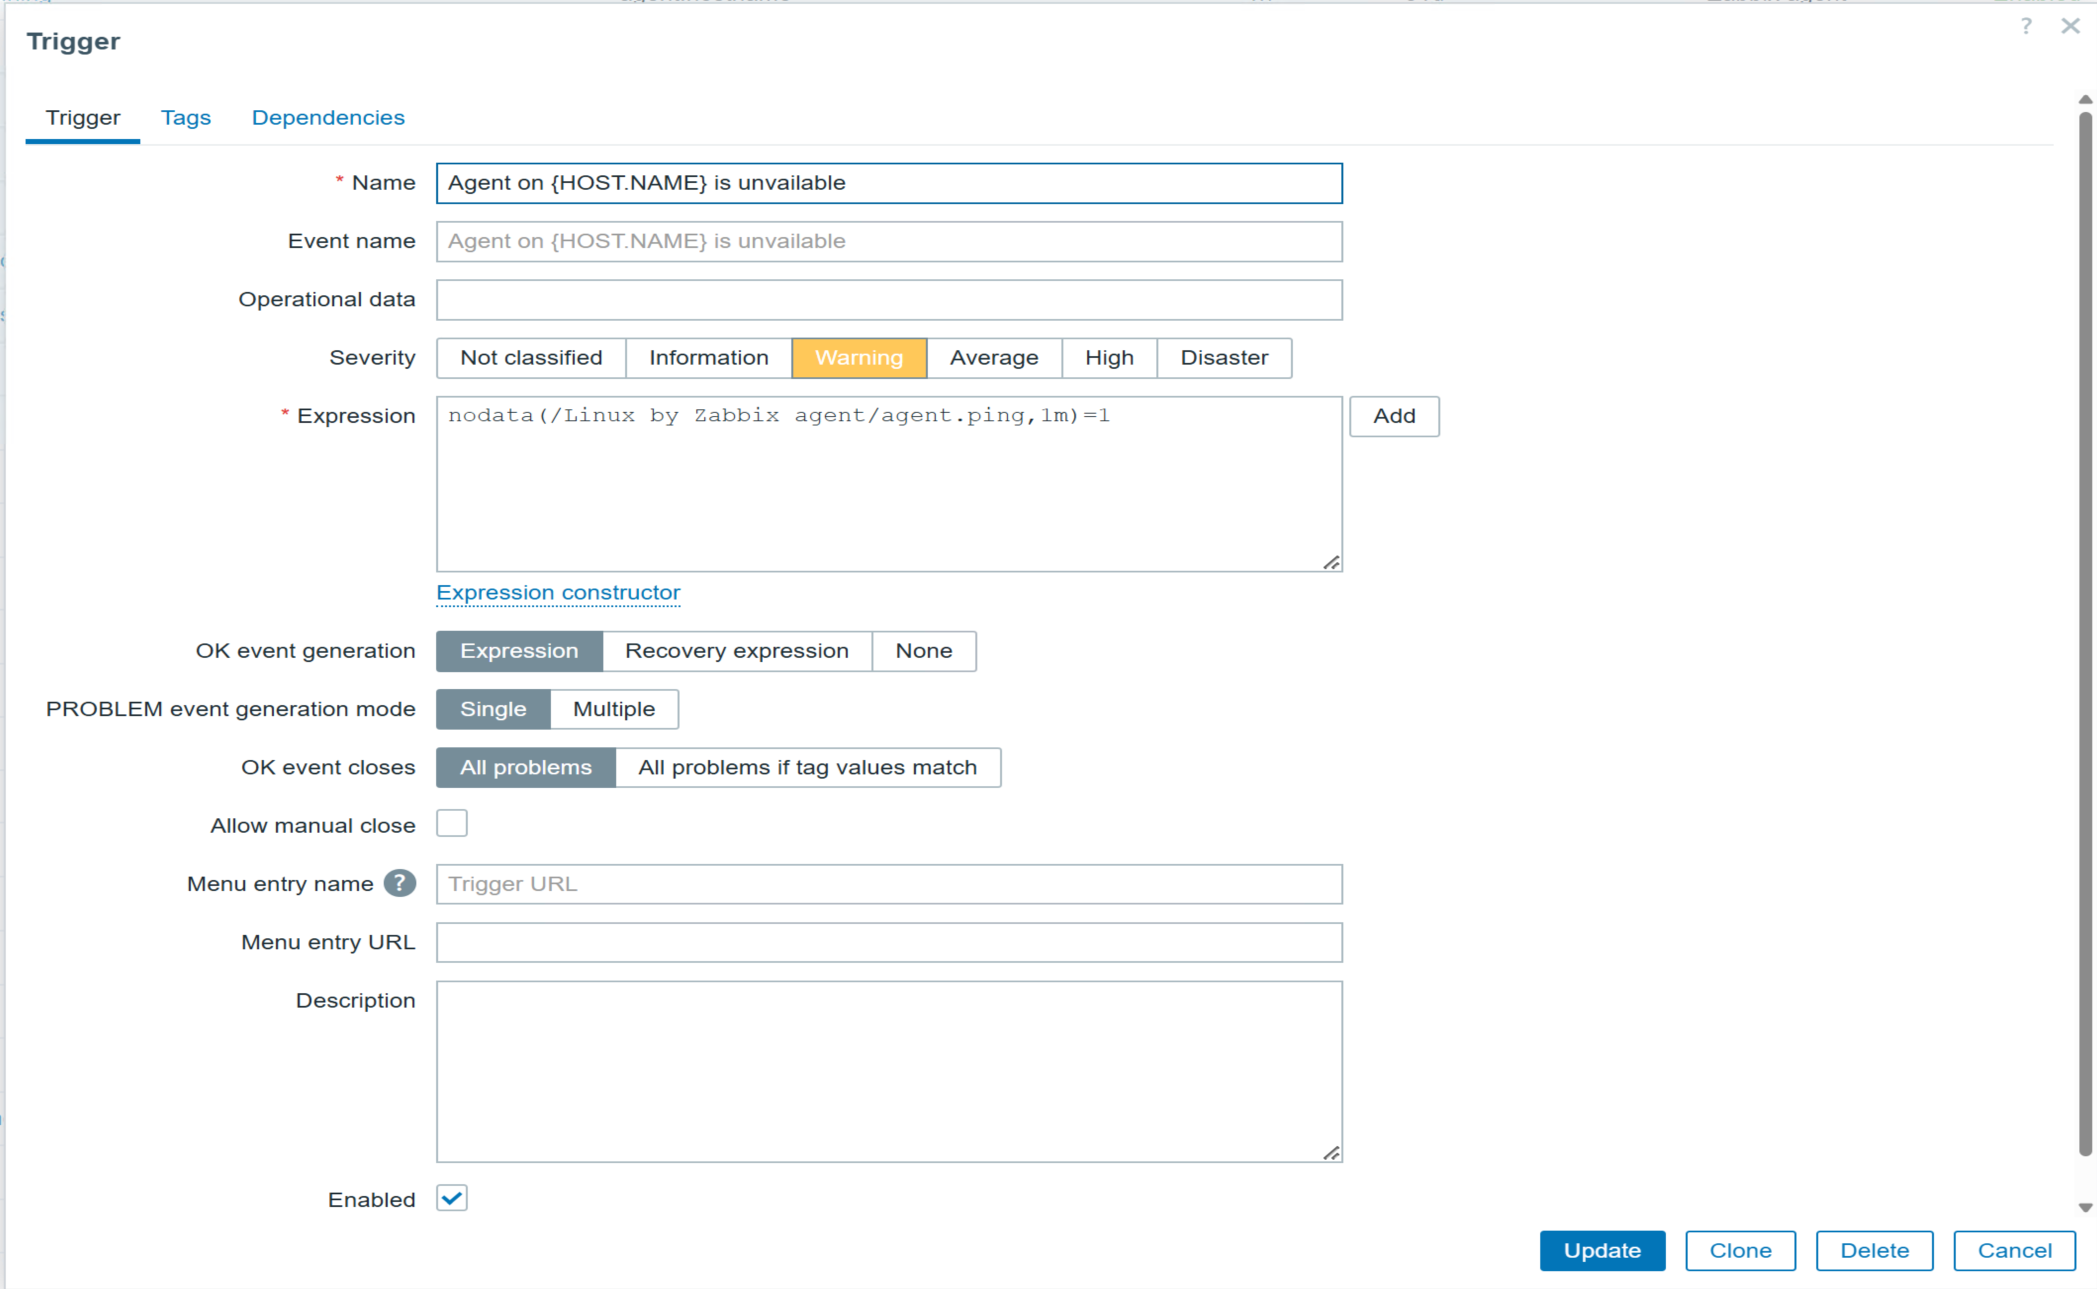 Trigger
?
Trigger Tags Dependencies
* Name Agent on {HOST.NAME} is unvailable
Event name Agent on {HOST.NAME} is unvailable
Operational data
Severity Not classified Information Warning Average High Disaster
* Expression nodata(/Linux by Zabbix agent/agent.ping,1m)=1 Add
Expression constructor
OK event generation Expression Recovery expression None
PROBLEM event generation mode Single Multiple
OK event closes All problems All problems if tag values match
Allow manual close
Menu entry name ? Trigger URL
Menu entry URL
Description
Enabled
Update Clone Delete Cancel